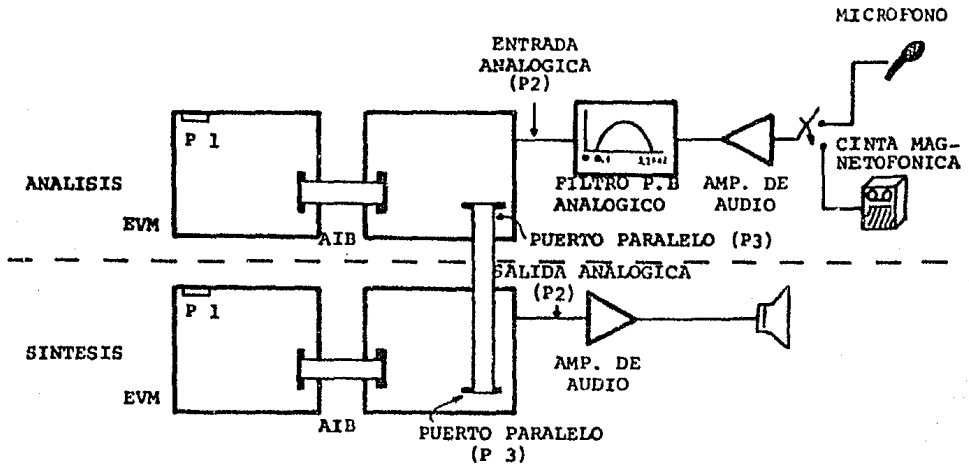 MICROFONO
ENTRADA
ANALOGICA
(P2)
P 1
CINTA MAG-
NETOFONICA
ANALISIS
FILTRO P.B
ANALOGICO
AMP. DE
AUDIO
EVM
AIB
PUERTO PARALELO (P3)
SALIDA ANALOGICA
(P2)
P 1
SINTESIS
AMP. DE
AUDIO
EVM
AIB
PUERTO PARALELO
(P 3)